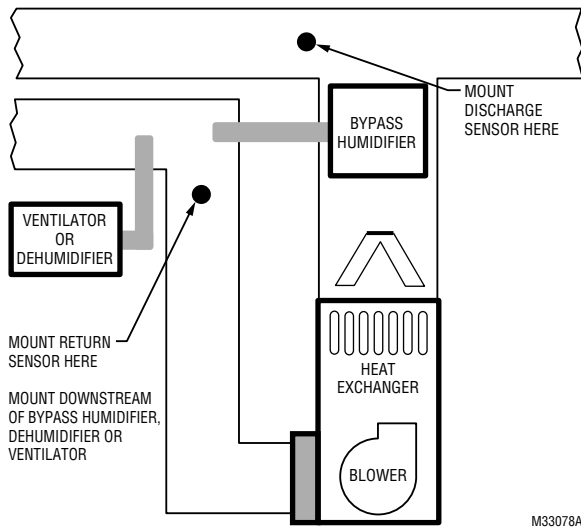 MOUNT
DISCHARGE
SENSOR HERE
BYPASS
HUMIDIFIER
VENTILATOR
OR
DEHUMIDIFIER
MOUNT RETURN
SENSOR HERE
MOUNT DOWNSTREAM
OF BYPASS HUMIDIFIER,
DEHUMIDIFIER OR
VENTILATOR
HEAT
EXCHANGER
BLOWER
M33078A